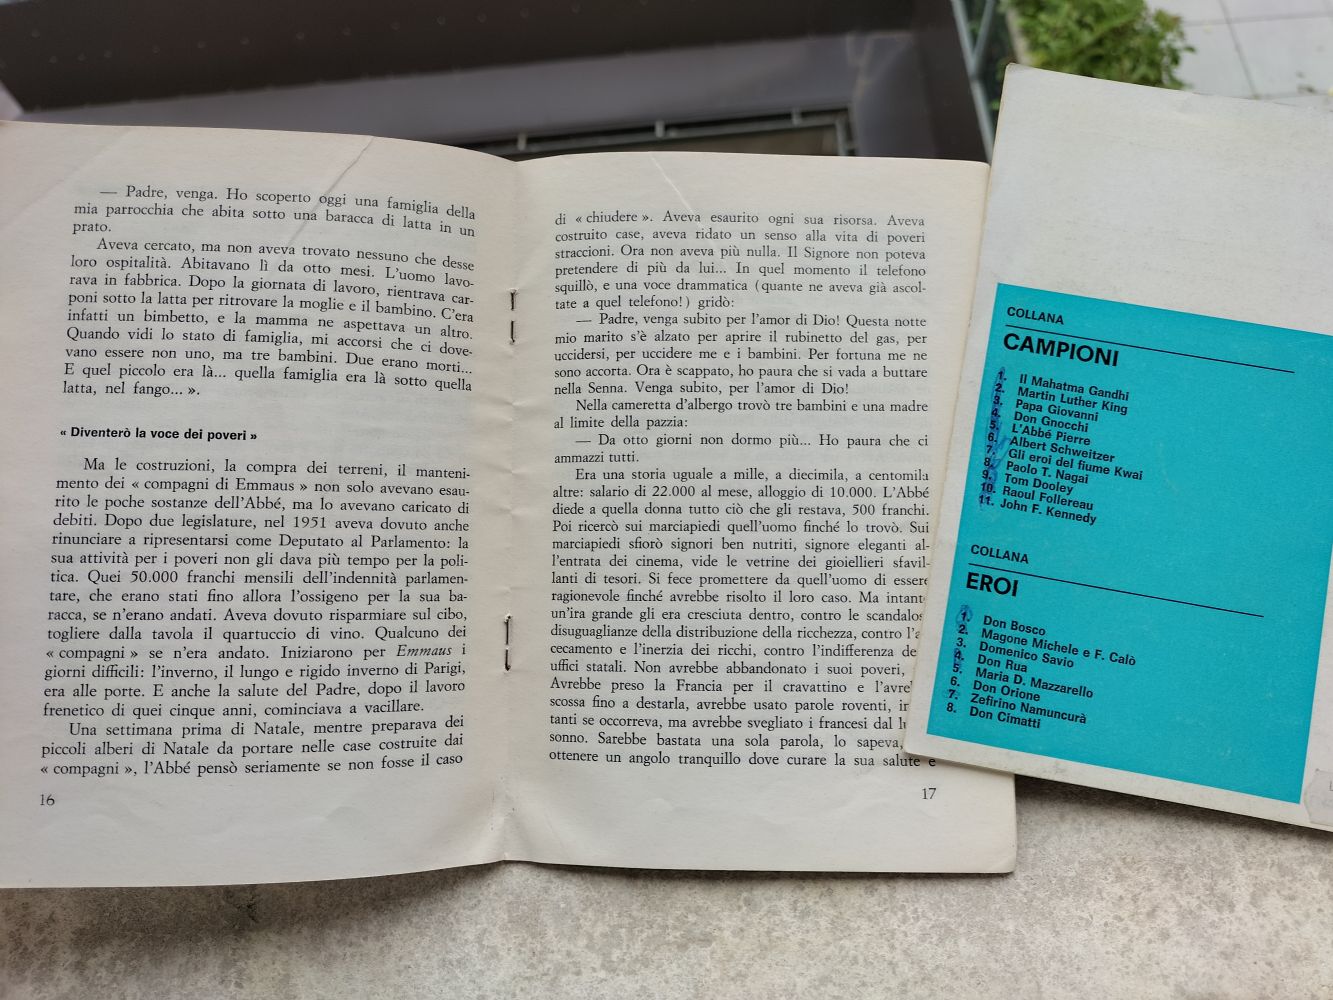 — Padre, venga. Ho scoperto oggi una famiglia della
mia parrocchia che abita sotto una baracca di latta in un
prato.
Aveva cercato, ma non aveva trovato nessuno che desse
loro ospitalità. Abitavano lì da otto mesi. L'uomo lavo-
rava in fabbrica. Dopo la giornata di lavoro, rientrava car-
poni sotto la latta per ritrovare la moglie e il bambino. C'era
infatti un bimbetto, e la mamma ne aspettava un altro.
Quando vidi lo stato di famiglia, mi accorsi che ci dove-
vano essere non uno, ma tre bambini. Due erano morti...
E quel piccolo era là... quella famiglia era là sotto quella
latta, nel fango... ».
« Diventerò la voce dei poveri »
Ma le costruzioni, la compra dei terreni, il manteni-
mento dei « compagni di Emmaus » non solo avevano esau-
rito le poche sostanze dell'Abbé, ma lo avevano caricato di
debiti. Dopo due legislature, nel 1951 aveva dovuto anche
rinunciare a ripresentarsi come Deputato al Parlamento: la
sua attività per i poveri non gli dava più tempo per la poli-
tica. Quei 50.000 franchi mensili dell'indennità parlamen-
tare, che erano stati fino allora l'ossigeno per la sua ba-
racca, se n'erano andati. Aveva dovuto risparmiare sul cibo,
togliere dalla tavola il quartuccio di vino. Qualcuno dei
« compagni » se n'era andato. Iniziarono per Emmaus i
giorni difficili: l'inverno, il lungo e rigido inverno di Parigi,
era alle porte. E anche la salute del Padre, dopo il lavoro
frenetico di quei cinque anni, cominciava a vacillare.
Una settimana prima di Natale, mentre preparava dei
piccoli alberi di Natale da portare nelle case costruite dai
« compagni », l'Abbé pensò seriamente se non fosse il caso
16
di « chiudere ». Aveva esaurito ogni sua risorsa. Aveva
costruito case, aveva ridato un senso alla vita di poveri
straccioni. Ora non aveva più nulla. Il Signore non poteva
pretendere di più da lui... In quel momento il telefono
squillò, e una voce drammatica (quante ne aveva già ascol-
tate a quel telefono!) gridò:
— Padre, venga subito per l'amor di Dio! Questa notte
mio marito s'è alzato per aprire il rubinetto del gas, per
uccidersi, per uccidere me e i bambini. Per fortuna me ne
sono accorta. Ora è scappato, ho paura che si vada a buttare
nella Senna. Venga subito, per l'amor di Dio!
Nella cameretta d'albergo trovò tre bambini e una madre
al limite della pazzia:
— Da otto giorni non dormo più... Ho paura che ci
ammazzi tutti.
Era una storia uguale a mille, a diecimila, a centomila
altre: salario di 22.000 al mese, alloggio di 10.000. L'Abbé
diede a quella donna tutto ciò che gli restava, 500 franchi.
Poi ricercò sui marciapiedi quell'uomo finché lo trovò. Sui
marciapiedi sfiorò signori ben nutriti, signore eleganti al-
l'entrata dei cinema, vide le vetrine dei gioiellieri sfavil-
lanti di tesori. Si fece promettere da quell'uomo di essere
ragionevole finché avrebbe risolto il loro caso. Ma intant
un'ira grande gli era cresciuta dentro, contro le scandalos
disuguaglianze della distribuzione della ricchezza, contro l'a
cecamento e l'inerzia dei ricchi, contro l'indifferenza de
uffici statali. Non avrebbe abbandonato i suoi poveri,
Avrebbe preso la Francia per il cravattino e l'avre
scossa fino a destarla, avrebbe usato parole roventi, in
tanti se occorreva, ma avrebbe svegliato i francesi dal
sonno. Sarebbe bastata una sola parola, lo sapeva,
ottenere un angolo tranquillo dove curare la sua salute e
17
COLLANA
CAMPIONI
1. Il Mahatma Gandhi
2. Martin Luther King
3. Papa Giovanni
4. Don Gnocchi
5. L'Abbé Pierre
6. Albert Schweitzer
7. Gli eroi del fiume Kwai
8. Paolo T. Nagai
9. Tom Dooley
10. Raoul Follereau
11. John F. Kennedy
COLLANA
EROI
1. Don Bosco
2. Magone Michele e F. Calò
3. Domenico Savio
4. Don Rua
5. Maria D. Mazzarello
6. Don Orione
7. Zefirino Namuncurà
8. Don Cimatti